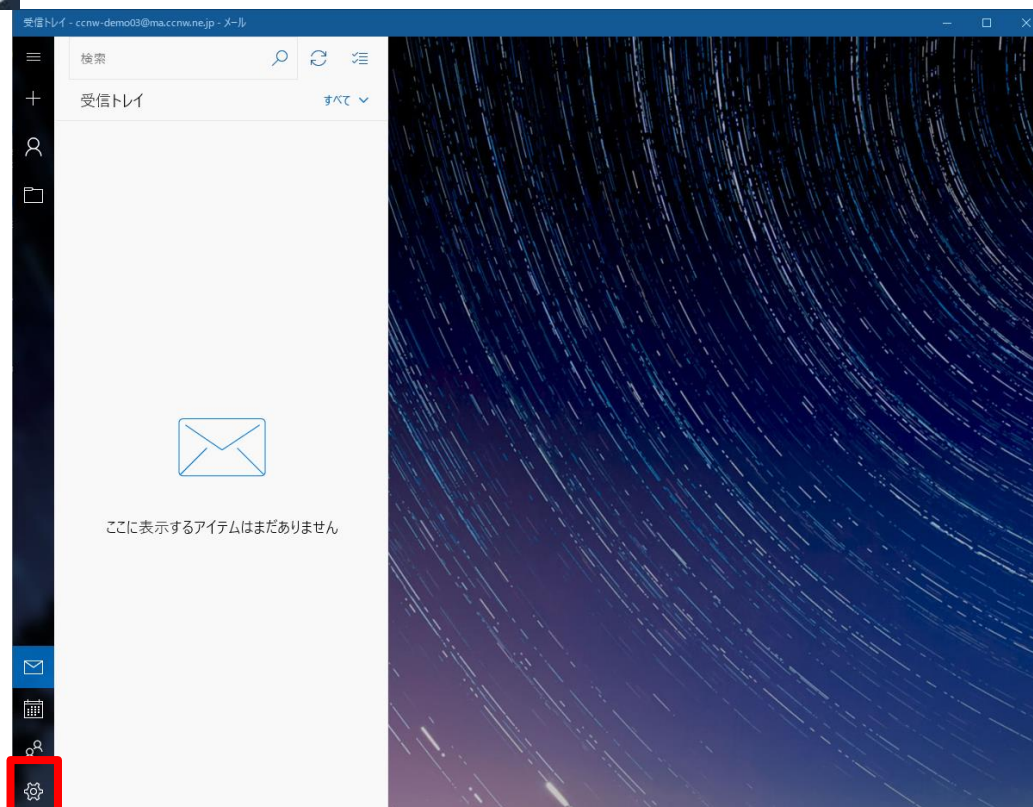 受信トレイ - ccnw-demo03@ma.ccnw.ne.jp - メール
検索
受信トレイ
すべて
ここに表示するアイテムはまだありません